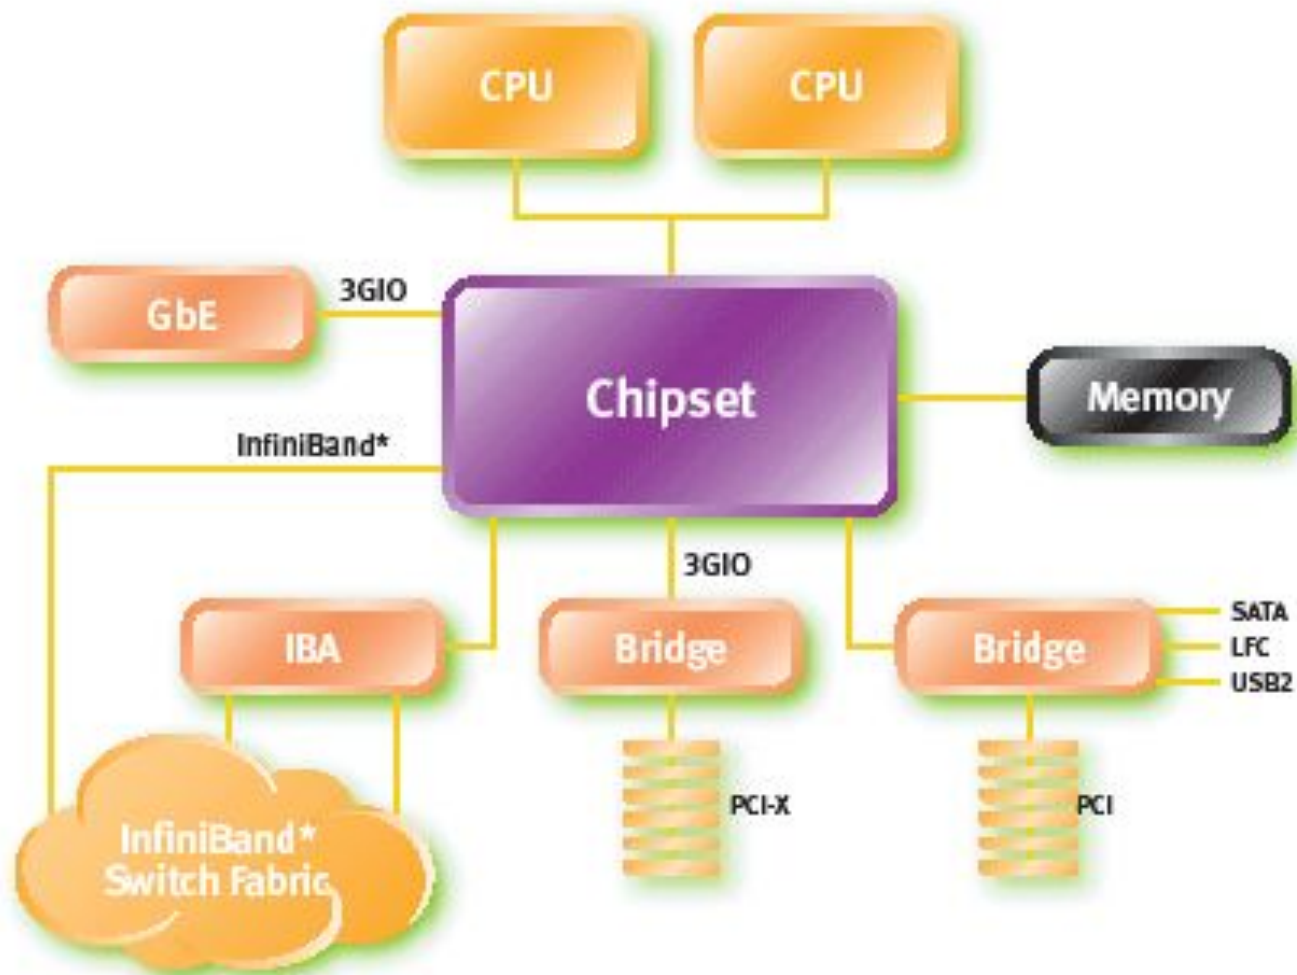 CPU
CPU
3GIO
GbE
Chipset
Memory
InfiniBand*
3GIO
IBA
Bridge
Bridge
SATA
LFC
USB2
PCI-X
PCI
InfiniBand*
Switch Fabric